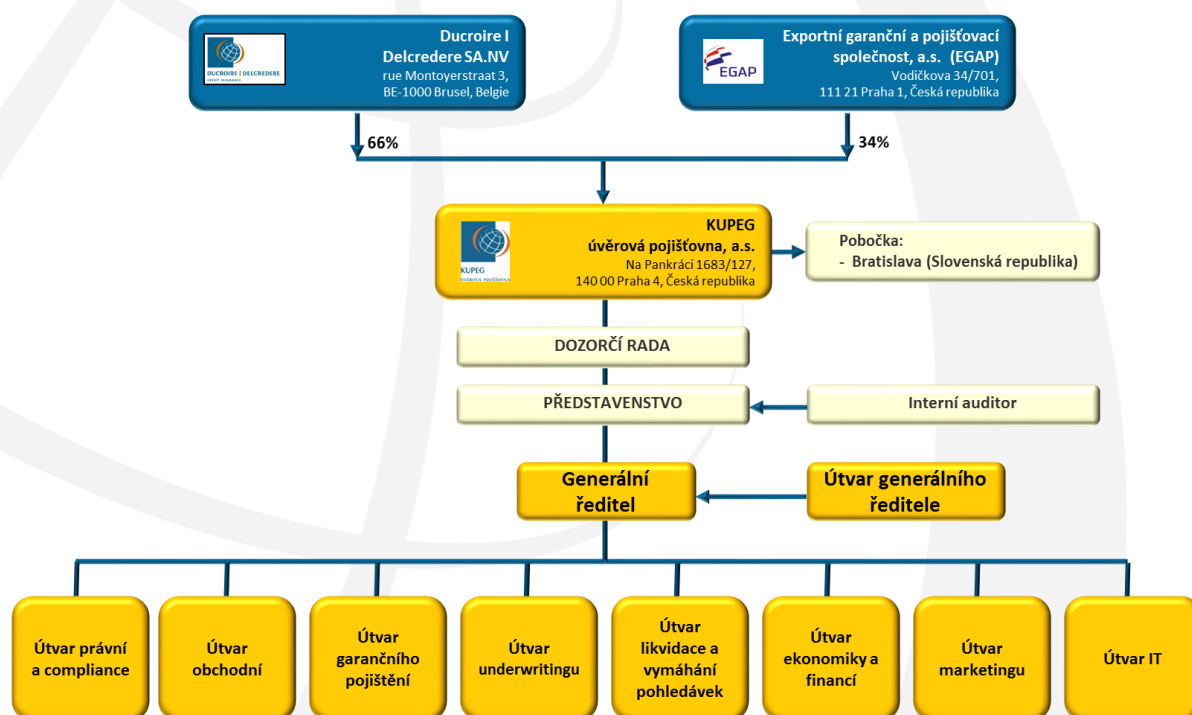 Ducroire I
Delcredere SA.NV
rue Montoyerstraat 3,
BE-1000 Brusel, Belgie
DUCROIRE | DELCREDERE
CREDIT INSURANCE
Exportní garanční a pojišťovací
společnost, a.s. (EGAP)
Vodičkova 34/701,
111 21 Praha 1, Česká republika
EGAP
66%
34%
KUPEG
úvěrová pojišťovna, a.s.
Na Pankráci 1683/127,
140 00 Praha 4, Česká republika
KUPEG
ÚVĚROVÁ POJIŠŤOVNA
Pobočka:
- Bratislava (Slovenská republika)
DOZORČÍ RADA
PŘEDSTAVENSTVO
Interní auditor
Generální
ředitel
Útvar generálního
ředitele
Útvar právní
a compliance
Útvar
obchodní
Útvar
garančního
pojištění
Útvar
underwritingu
Útvar
likvidace a
vymáhání
pohledávek
Útvar
ekonomiky a
financí
Útvar
marketingu
Útvar IT